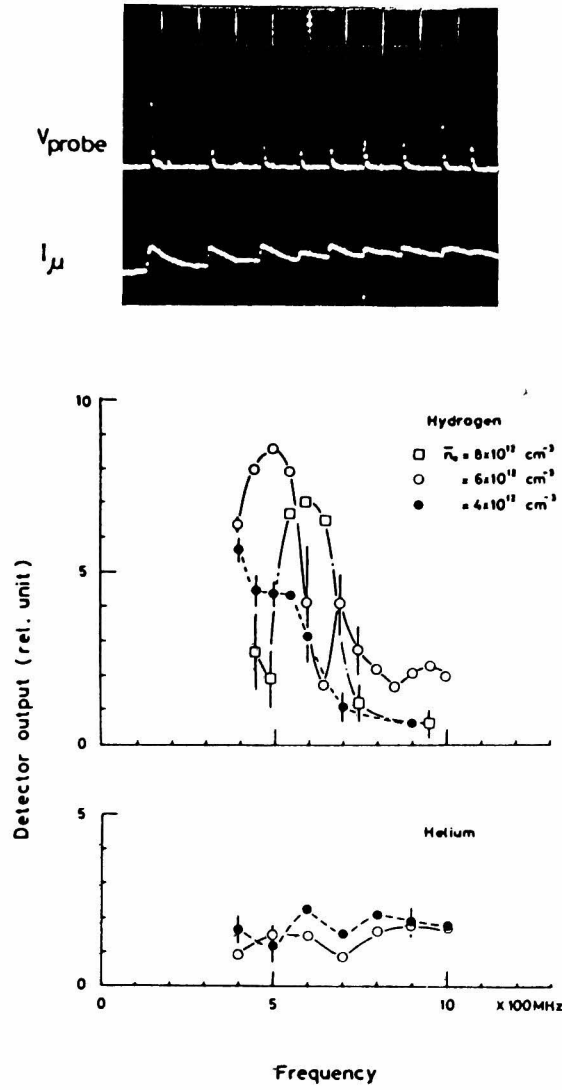 Vprobe
Iμ
10
5
0
Detector output (rel. unit)
Hydrogen
□ n̄ₑ = 8×10¹² cm⁻³
○ = 6×10¹² cm⁻³
● = 4×10¹² cm⁻³
5
0
Helium
0 5 10 ×100MHz
Frequency